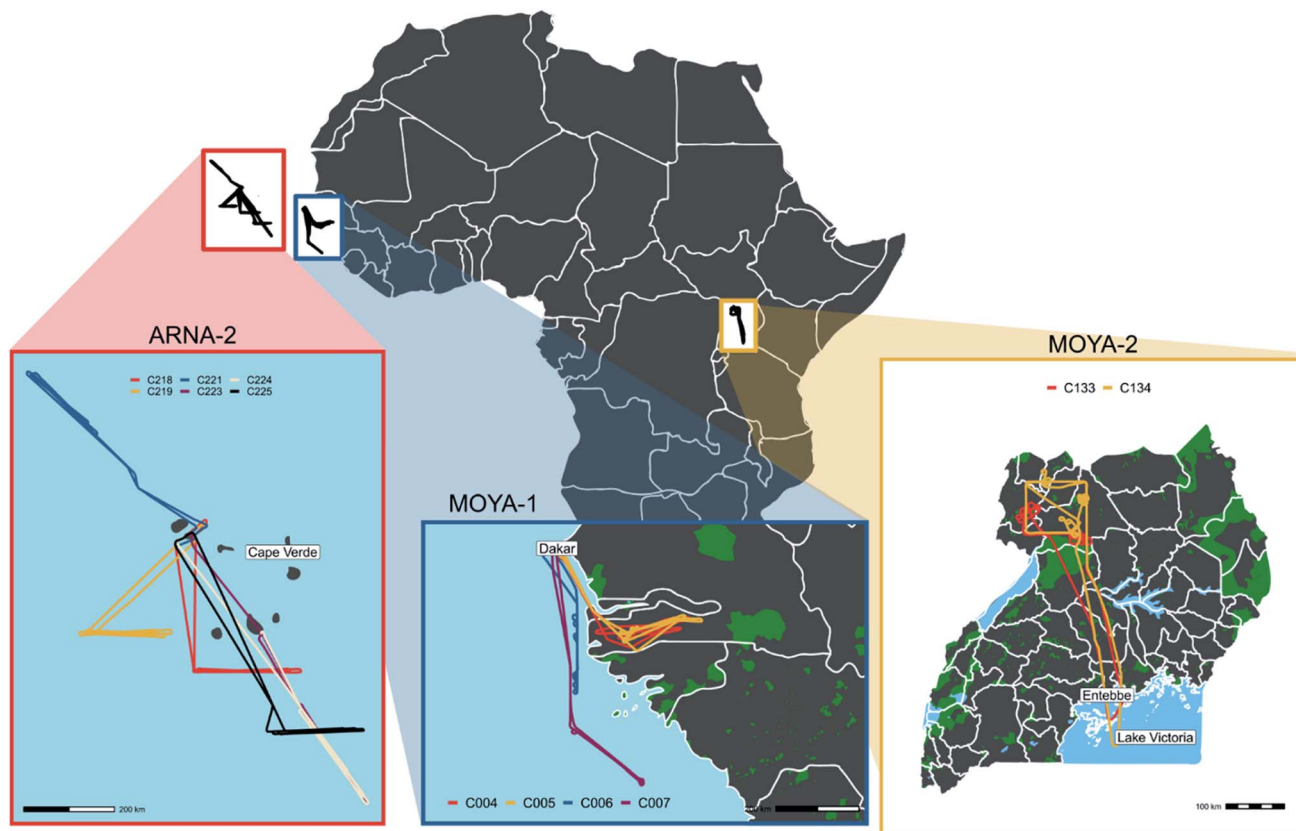 ARNA-2
C218 C221 C224
C219 C223 C225
Cape Verde
200 km
MOYA-1
Dakar
C004 C005 C006 C007
km
MOYA-2
C133 C134
Entebbe
Lake Victoria
100 km